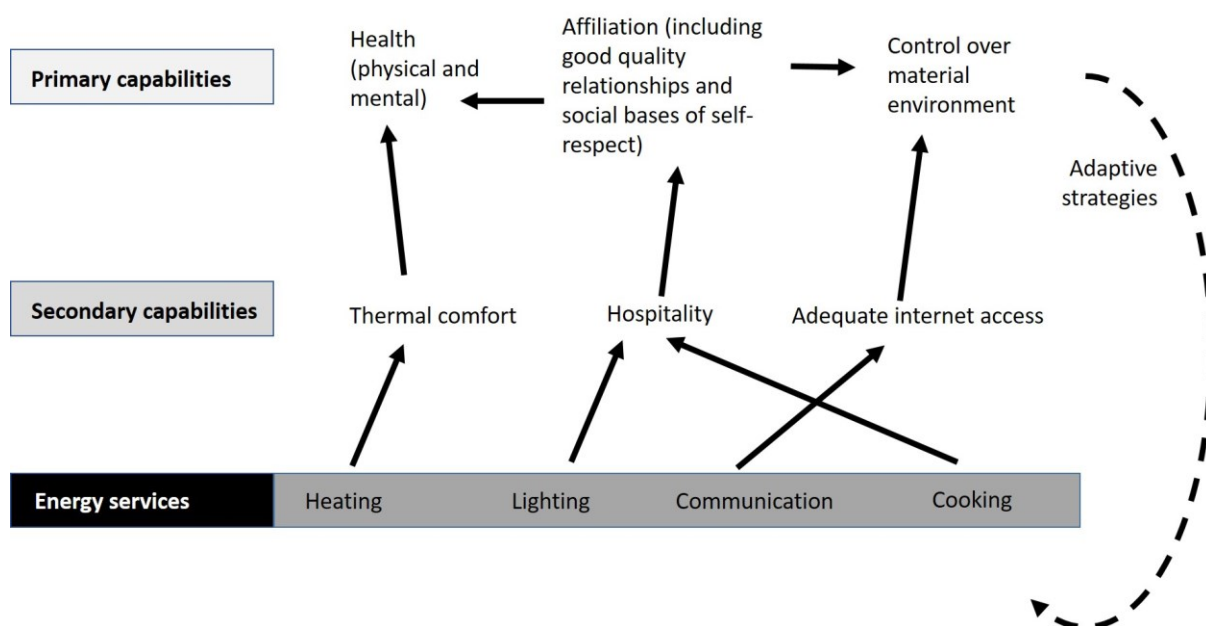 Primary capabilities
Health
(physical and
mental)
Affiliation (including
good quality
relationships and
social bases of self-
respect)
Control over
material
environment
Adaptive
strategies
Secondary capabilities
Thermal comfort
Hospitality
Adequate internet access
Energy services
Heating
Lighting
Communication
Cooking